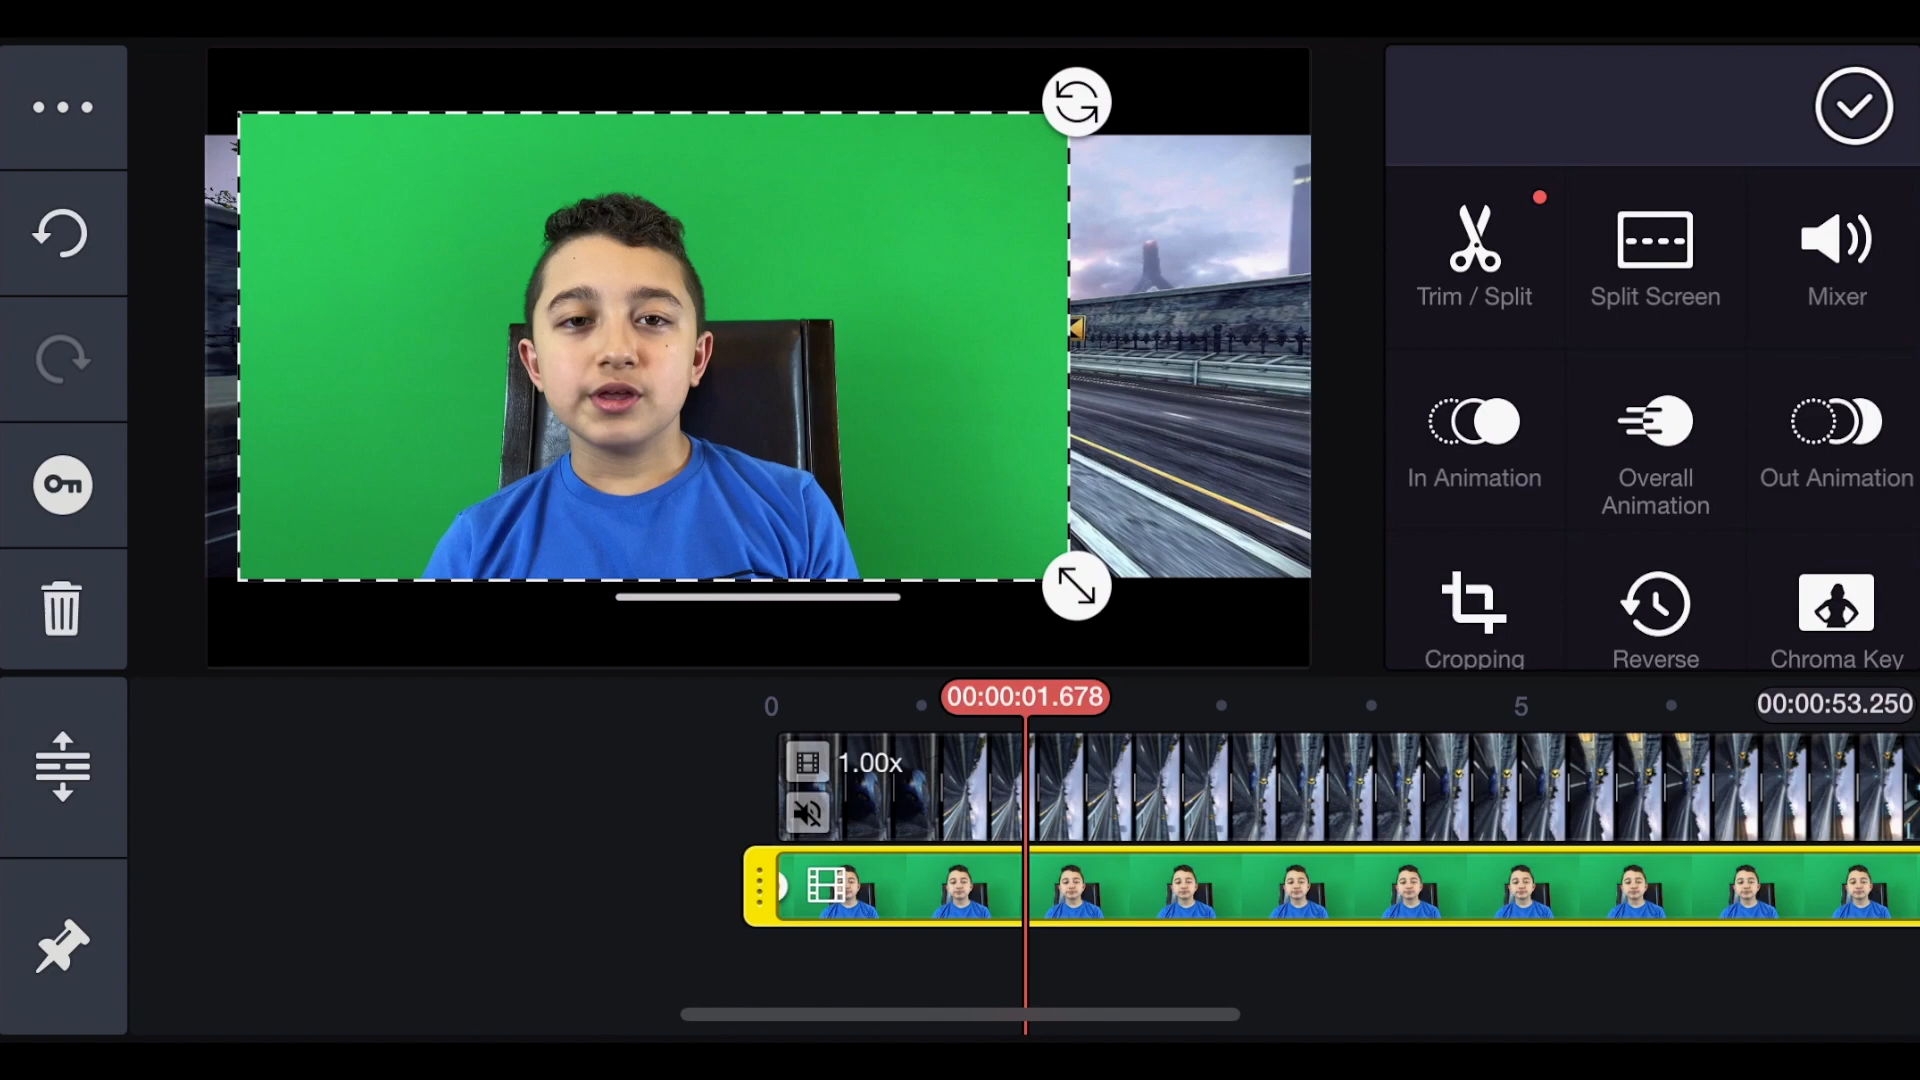 Trim / Split
Split Screen
Mixer
In Animation
Overall
Animation
Out Animation
Cropping
Reverse
Chroma Key
0
00:00:01.678
5
00:00:53.250
1.00x